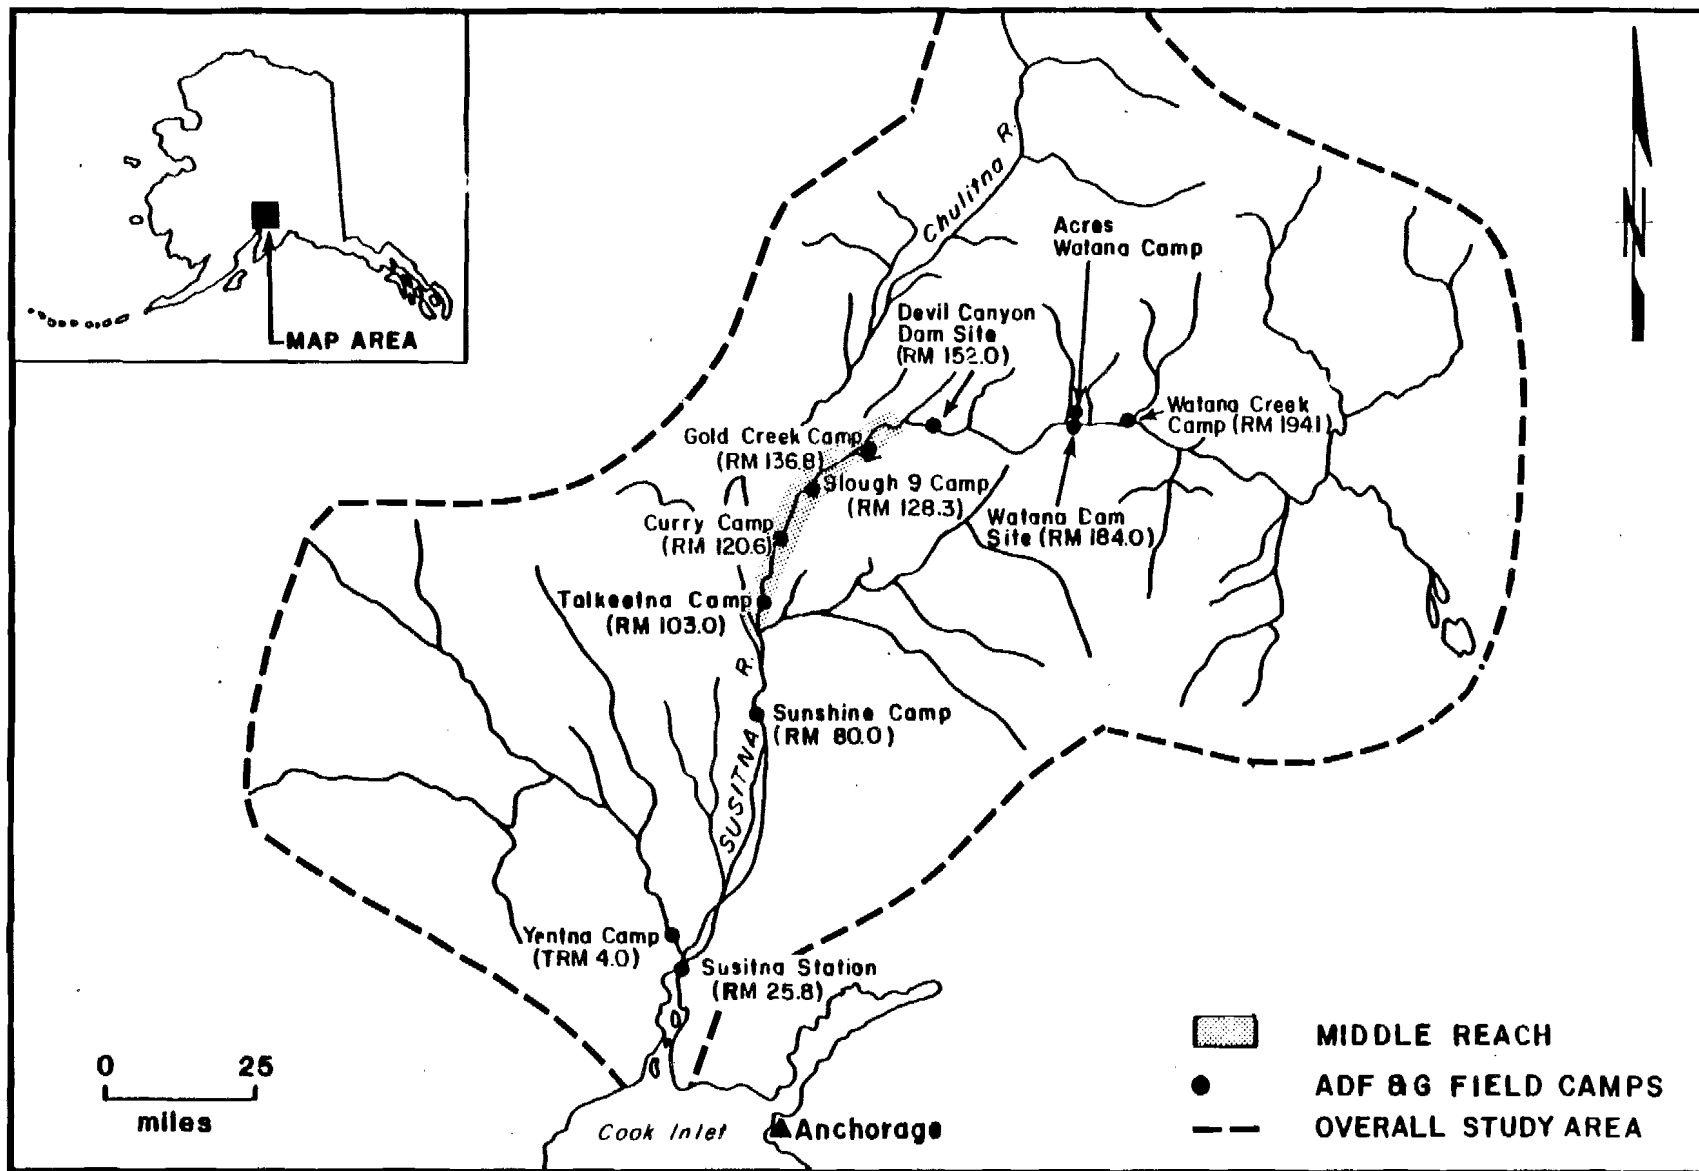 MAP AREA
Chulitna R.
Acres
Watana Camp
Devil Canyon
Dam Site
(RM 152.0)
Watana Creek
Camp (RM 194.1)
Gold Creek Camp
(RM 136.8)
Slough 9 Camp
(RM 128.3)
Watana Dam
Site (RM 184.0)
Curry Camp
(RM 120.6)
Talkeetna Camp
(RM 103.0)
SUSITNA R.
Sunshine Camp
(RM 80.0)
Yentna Camp
(TRM 4.0)
Susitna Station
(RM 25.8)
N
0 25
miles
Cook Inlet
Anchorage
MIDDLE REACH
ADF &G FIELD CAMPS
OVERALL STUDY AREA